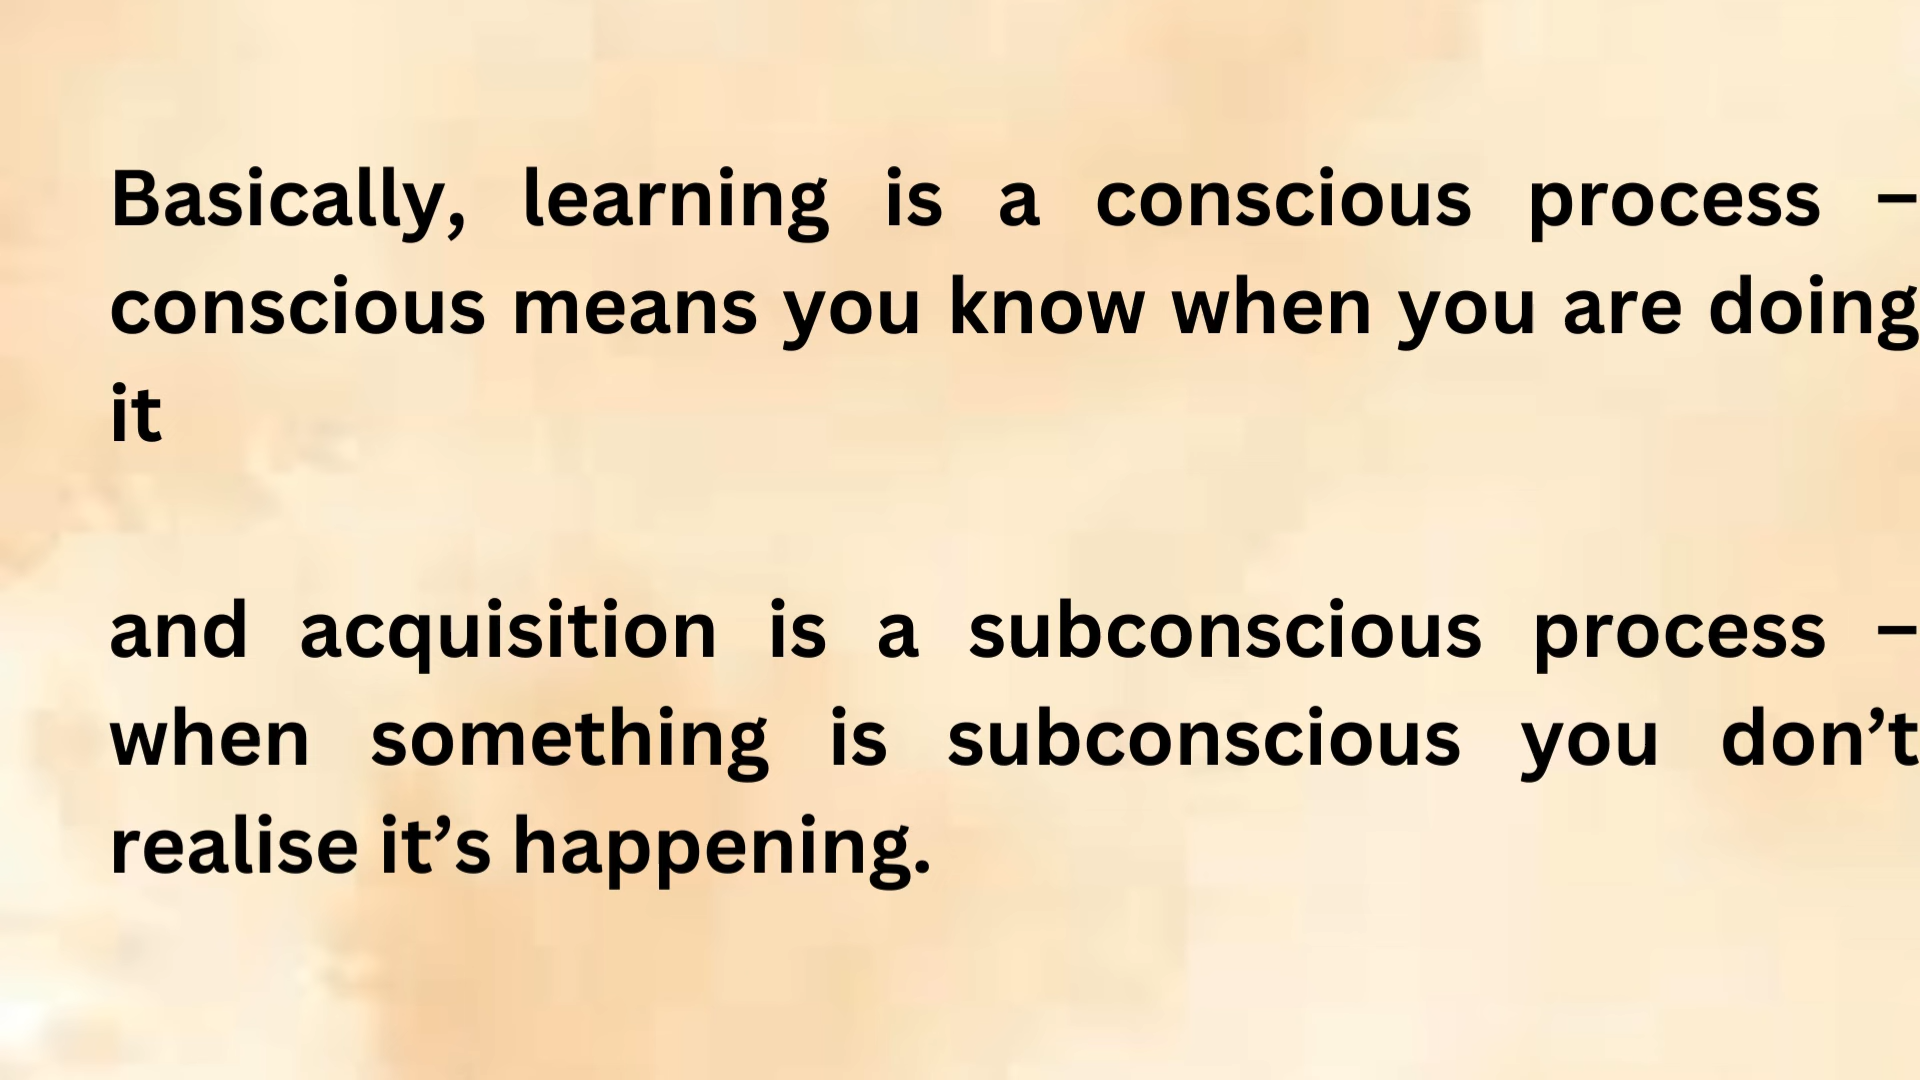 Basically, learning is a conscious process –
conscious means you know when you are doing
it
and acquisition is a subconscious process –
when something is subconscious you don’t
realise it’s happening.